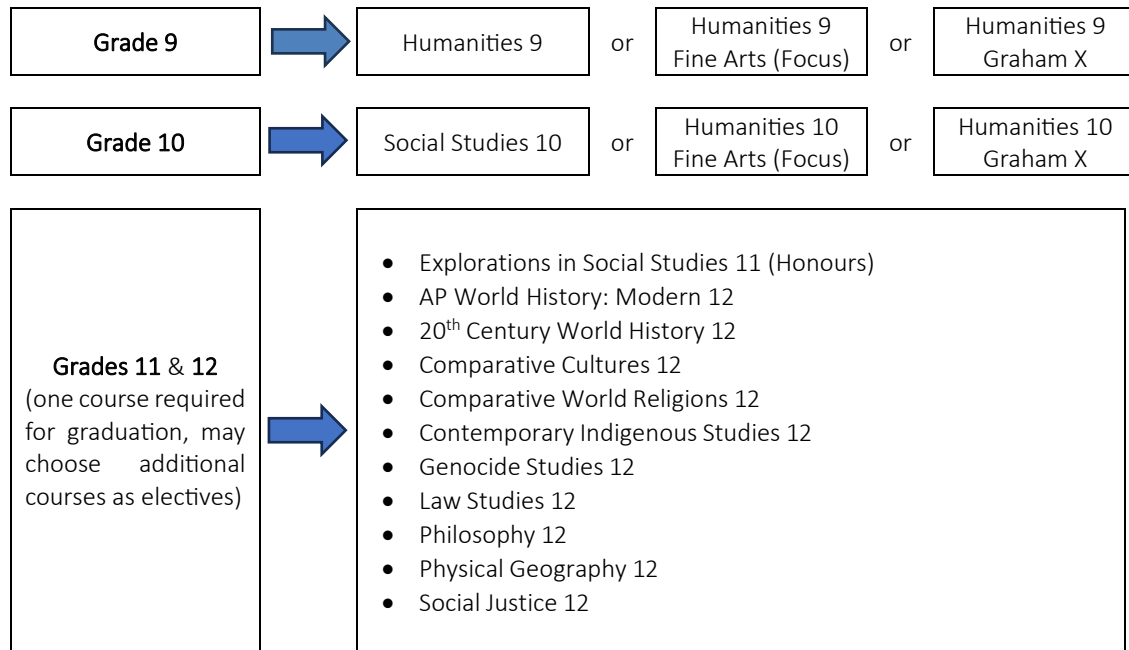 Grade 9
Humanities 9
or
Humanities 9
Fine Arts (Focus)
or
Humanities 9
Graham X
Grade 10
Social Studies 10
or
Humanities 10
Fine Arts (Focus)
or
Humanities 10
Graham X
Grades 11 & 12
(one course required
for graduation, may
choose additional
courses as electives)
• Explorations in Social Studies 11 (Honours)
• AP World History: Modern 12
• 20th Century World History 12
• Comparative Cultures 12
• Comparative World Religions 12
• Contemporary Indigenous Studies 12
• Genocide Studies 12
• Law Studies 12
• Philosophy 12
• Physical Geography 12
• Social Justice 12